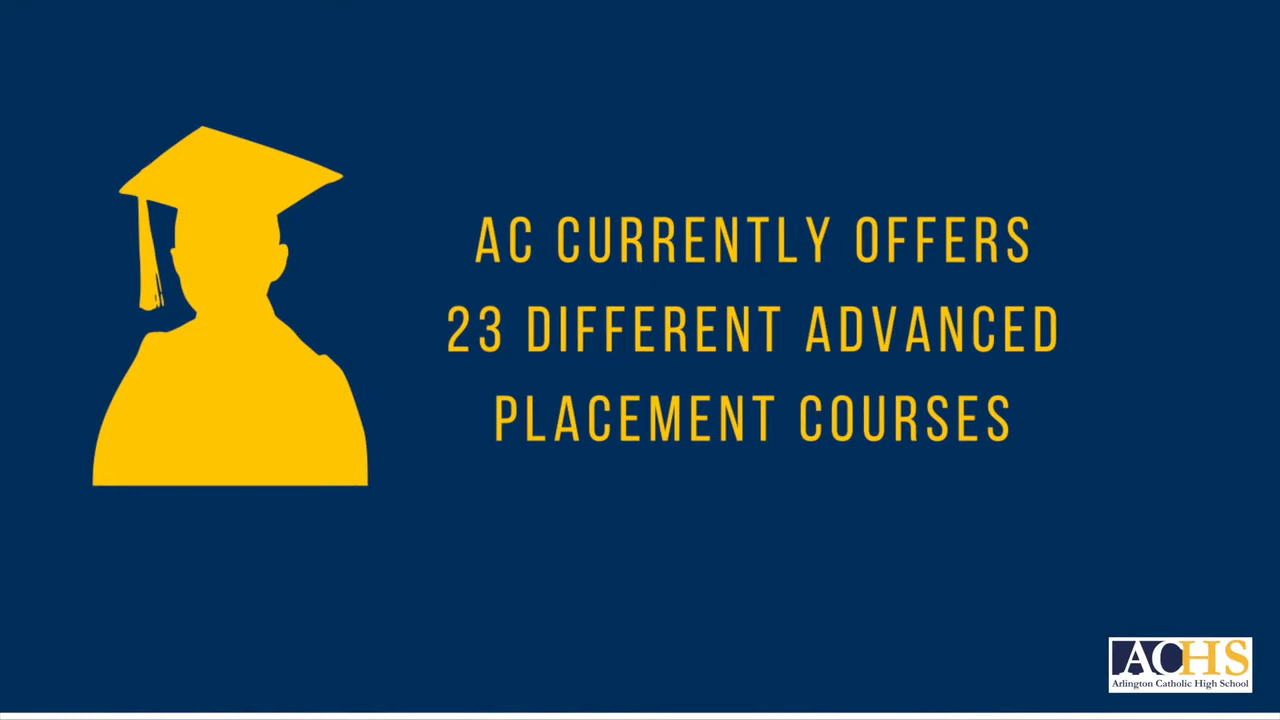 AC CURRENTLY OFFERS
23 DIFFERENT ADVANCED
PLACEMENT COURSES
ACHS
Arlington Catholic High School